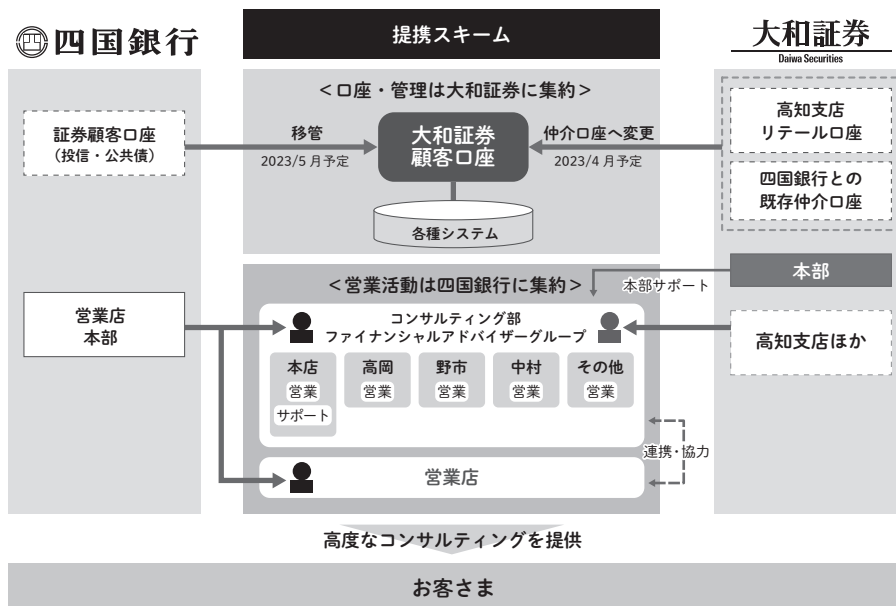 四国銀行
提携スキーム
大和証券
Daiwa Securities
<口座・管理は大和証券に集約>
証券顧客口座
(投信・公共債)
移管
2023/5月予定
大和証券
顧客口座
仲介口座へ変更
2023/4月予定
高知支店
リテール口座
四国銀行との
既存仲介口座
各種システム
本部
本部サポート
<営業活動は四国銀行に集約>
営業店
本部
コンサルティング部
ファイナンシャルアドバイザーグループ
高知支店ほか
本店
営業
サポート
高岡
営業
野市
営業
中村
営業
その他
営業
連携・協力
営業店
高度なコンサルティングを提供
お客さま